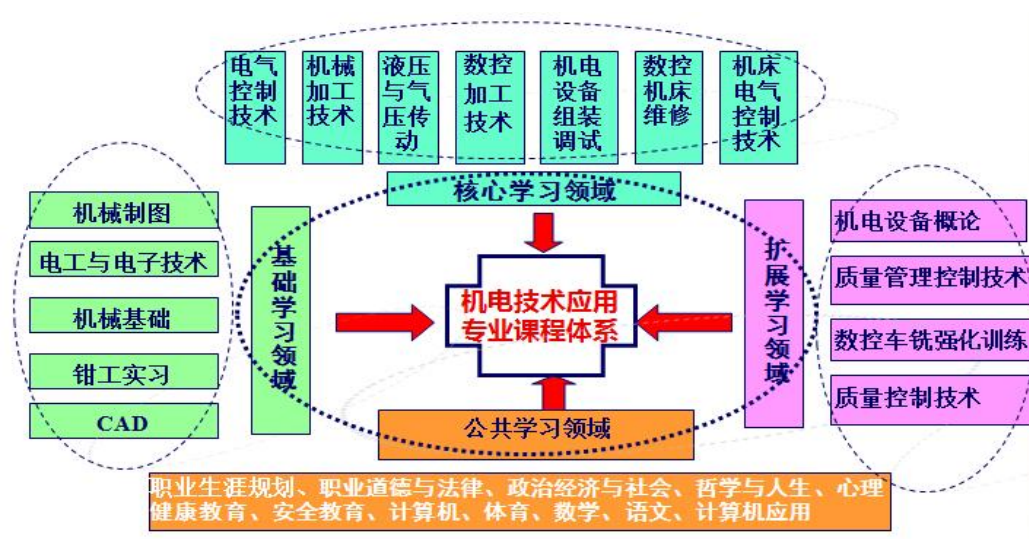 电气
控制
技术
机械
加工
技术
液压
与气
压传
动
数控
加工
技术
机电
设备
组装
调试
数控
机床
维修
机床
电气
控制
技术
核心学习领域
机械制图
电工与电子技术
机械基础
钳工实习
CAD
基础学习领域
机电技术应用
专业课程体系
扩展学习领域
机电设备概论
质量管理控制技术
数控车铣强化训练
质量控制技术
公共学习领域
职业生涯规划、职业道德与法律、政治经济与社会、哲学与人生、心理
健康教育、安全教育、计算机、体育、数学、语文、计算机应用